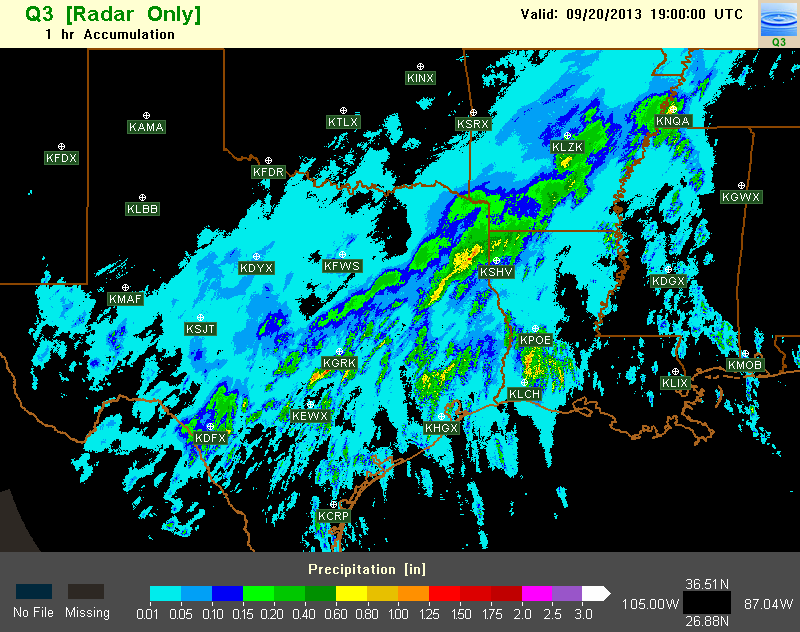 Q3 [Radar Only]
1 hr Accumulation
Valid: 09/20/2013 19:00:00 UTC
Q3
KINX
KAMA
KTLX
KSRX
KNQA
KFDX
KLZK
KFDR
KLBB
KGWX
KDYX
KFWS
KSHV
KDGX
KMAF
KSJT
KPOE
KGRK
KMOB
KLIX
KLCH
KEWX
KHGX
KDFX
KCRP
Precipitation [in]
No File Missing
0.01 0.05 0.10 0.15 0.20 0.40 0.60 0.80 1.00 1.25 1.50 1.75 2.0 2.5 3.0
36.51N
105.00W 87.04W
26.88N